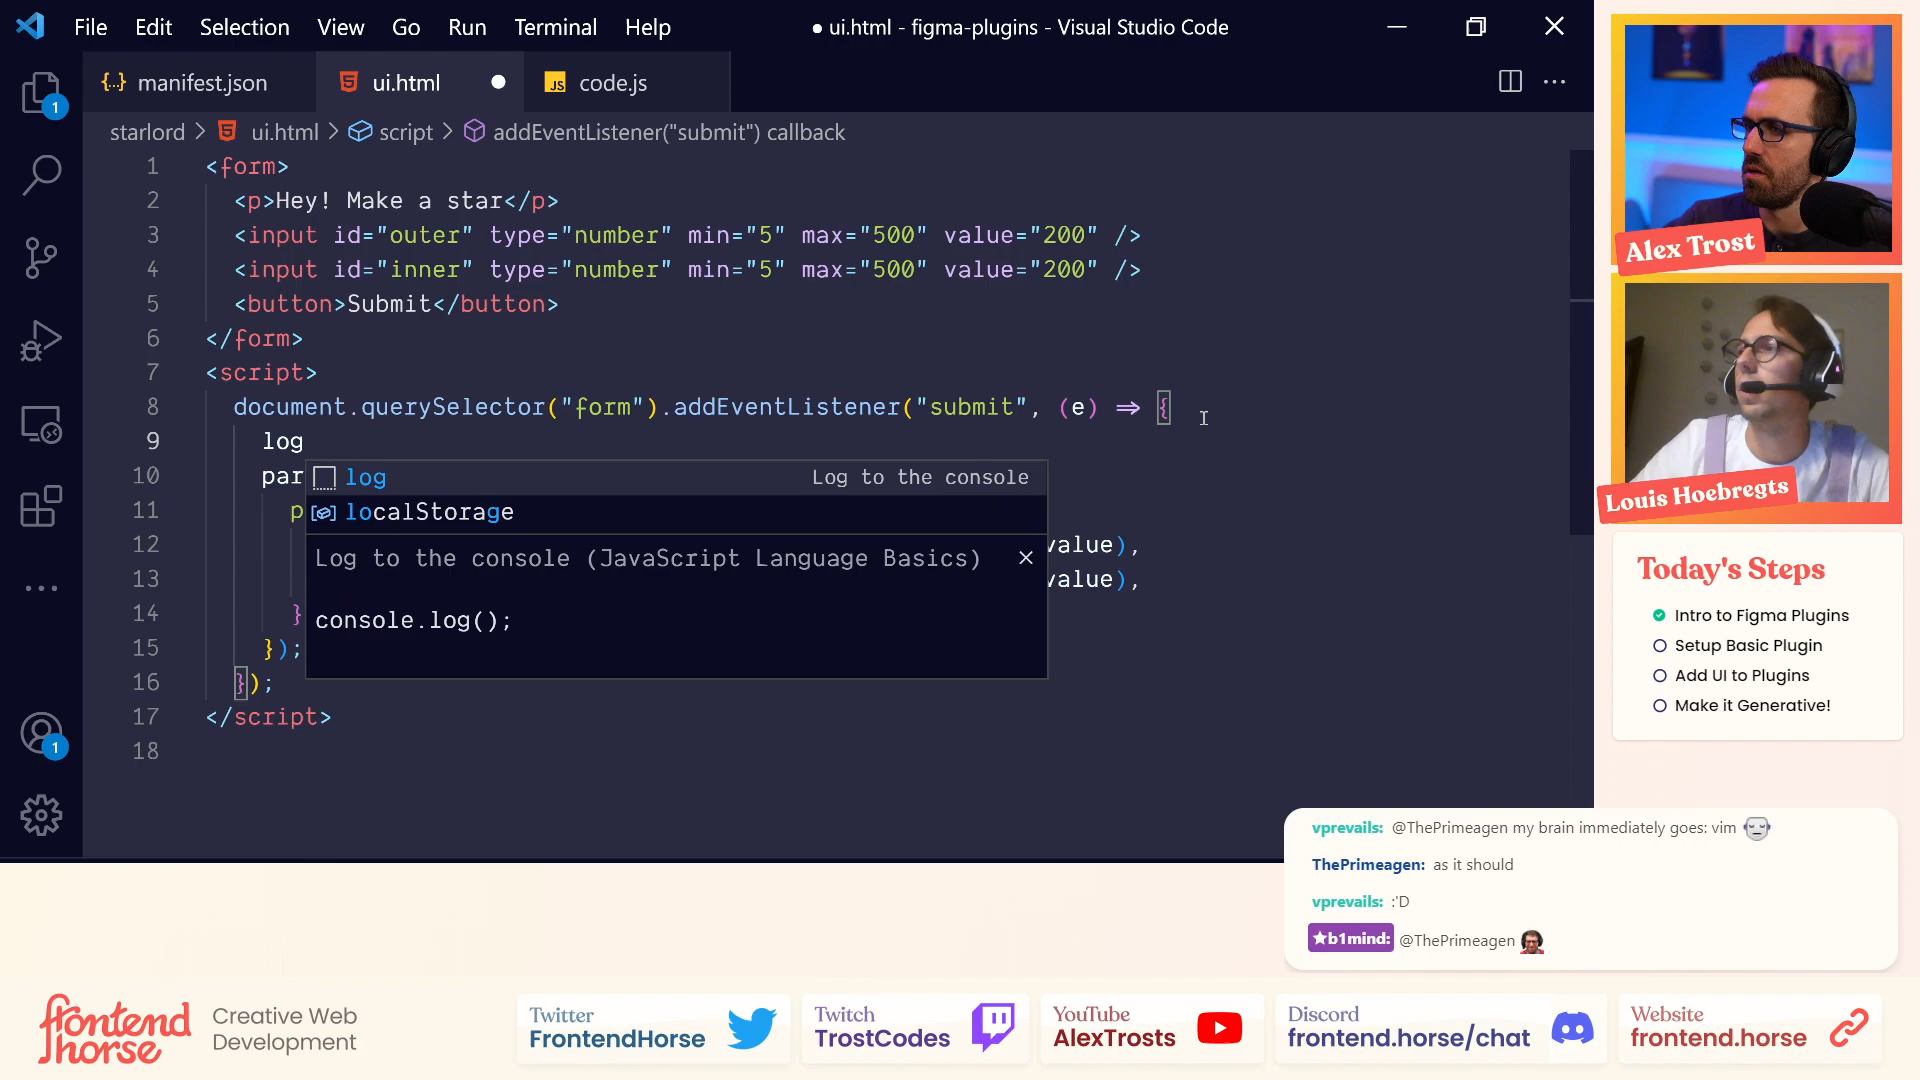 File Edit Selection View Go Run Terminal Help
● ui.html - figma-plugins - Visual Studio Code
{..} manifest.json
ui.html ●
JS code.js
starlord > ui.html > script > addEventListener("submit") callback
1 <form>
2 <p>Hey! Make a star</p>
3 <input id="outer" type="number" min="5" max="500" value="200" />
4 <input id="inner" type="number" min="5" max="500" value="200" />
5 <button>Submit</button>
6 </form>
7 <script>
8 document.querySelector("form").addEventListener("submit", (e) => {
9 log
10 par
11 p
12 value),
13 value),
14 }
15 });
16 });
17 </script>
18
log Log to the console
localStorage
Log to the console (JavaScript Language Basics) ×
console.log();
1
1
Alex Trost
Louis Hoebregts
Today's Steps
Intro to Figma Plugins
Setup Basic Plugin
Add UI to Plugins
Make it Generative!
vprevails: @ThePrimeagen my brain immediately goes: vim
ThePrimeagen: as it should
vprevails: :'D
★b1mind: @ThePrimeagen
frontend horse
Creative Web Development
Twitter
FrontendHorse
Twitch
TrostCodes
YouTube
AlexTrosts
Discord
frontend.horse/chat
Website
frontend.horse